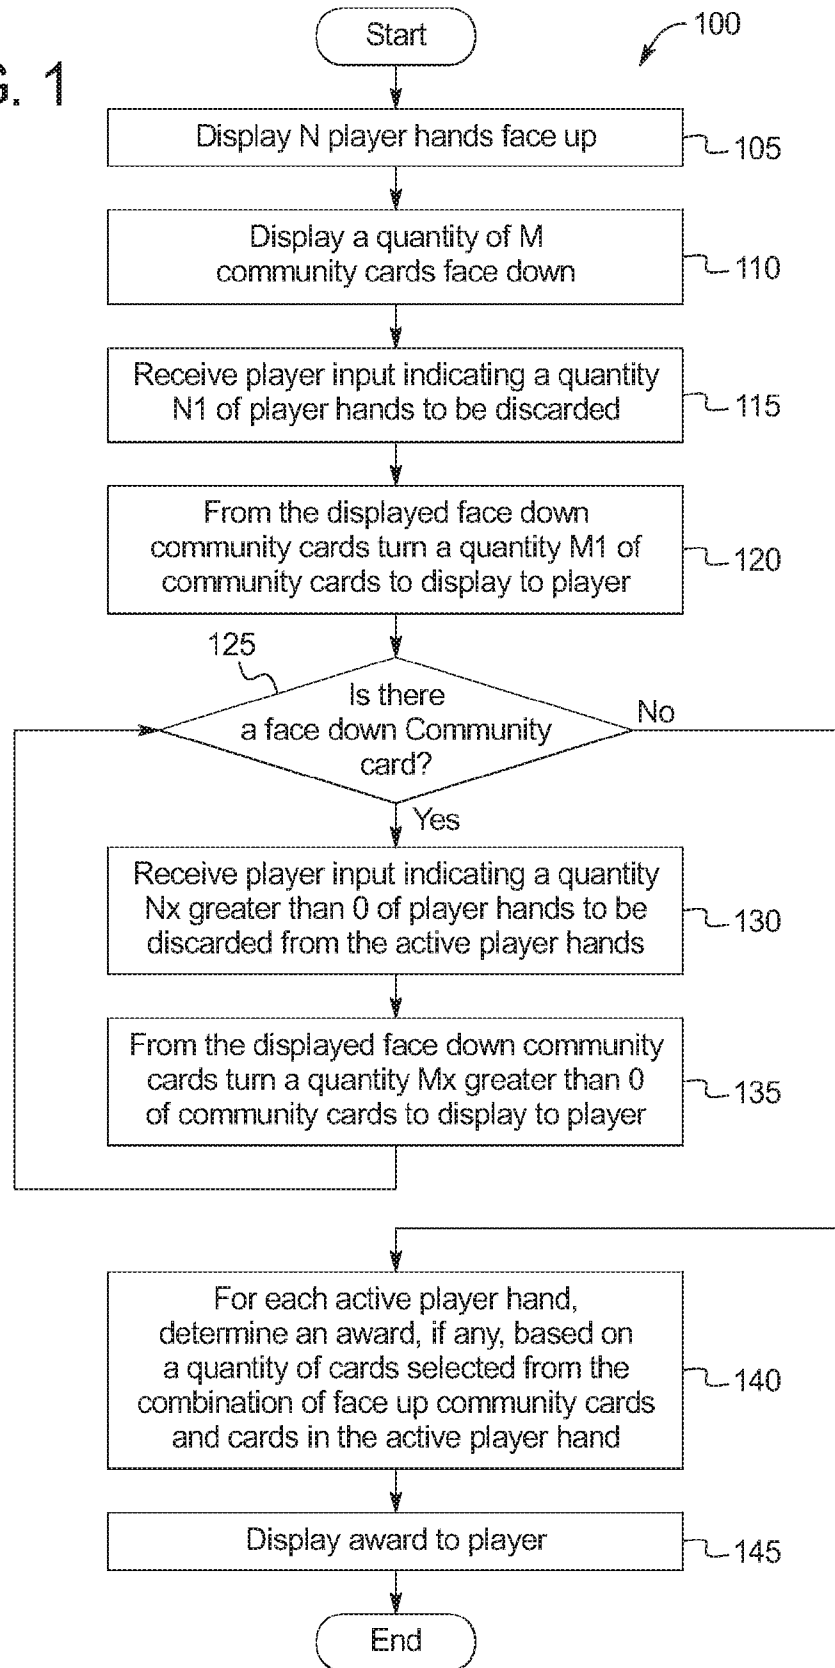 Start
100
G. 1
Display N player hands face up
105
Display a quantity of M
community cards face down
110
Receive player input indicating a quantity
N1 of player hands to be discarded
115
From the displayed face down
community cards turn a quantity M1 of
community cards to display to player
120
125
Is there
a face down Community
card?
No
Yes
Receive player input indicating a quantity
Nx greater than 0 of player hands to be
discarded from the active player hands
130
From the displayed face down community
cards turn a quantity Mx greater than 0
of community cards to display to player
135
For each active player hand,
determine an award, if any, based on
a quantity of cards selected from the
combination of face up community cards
and cards in the active player hand
140
Display award to player
145
End